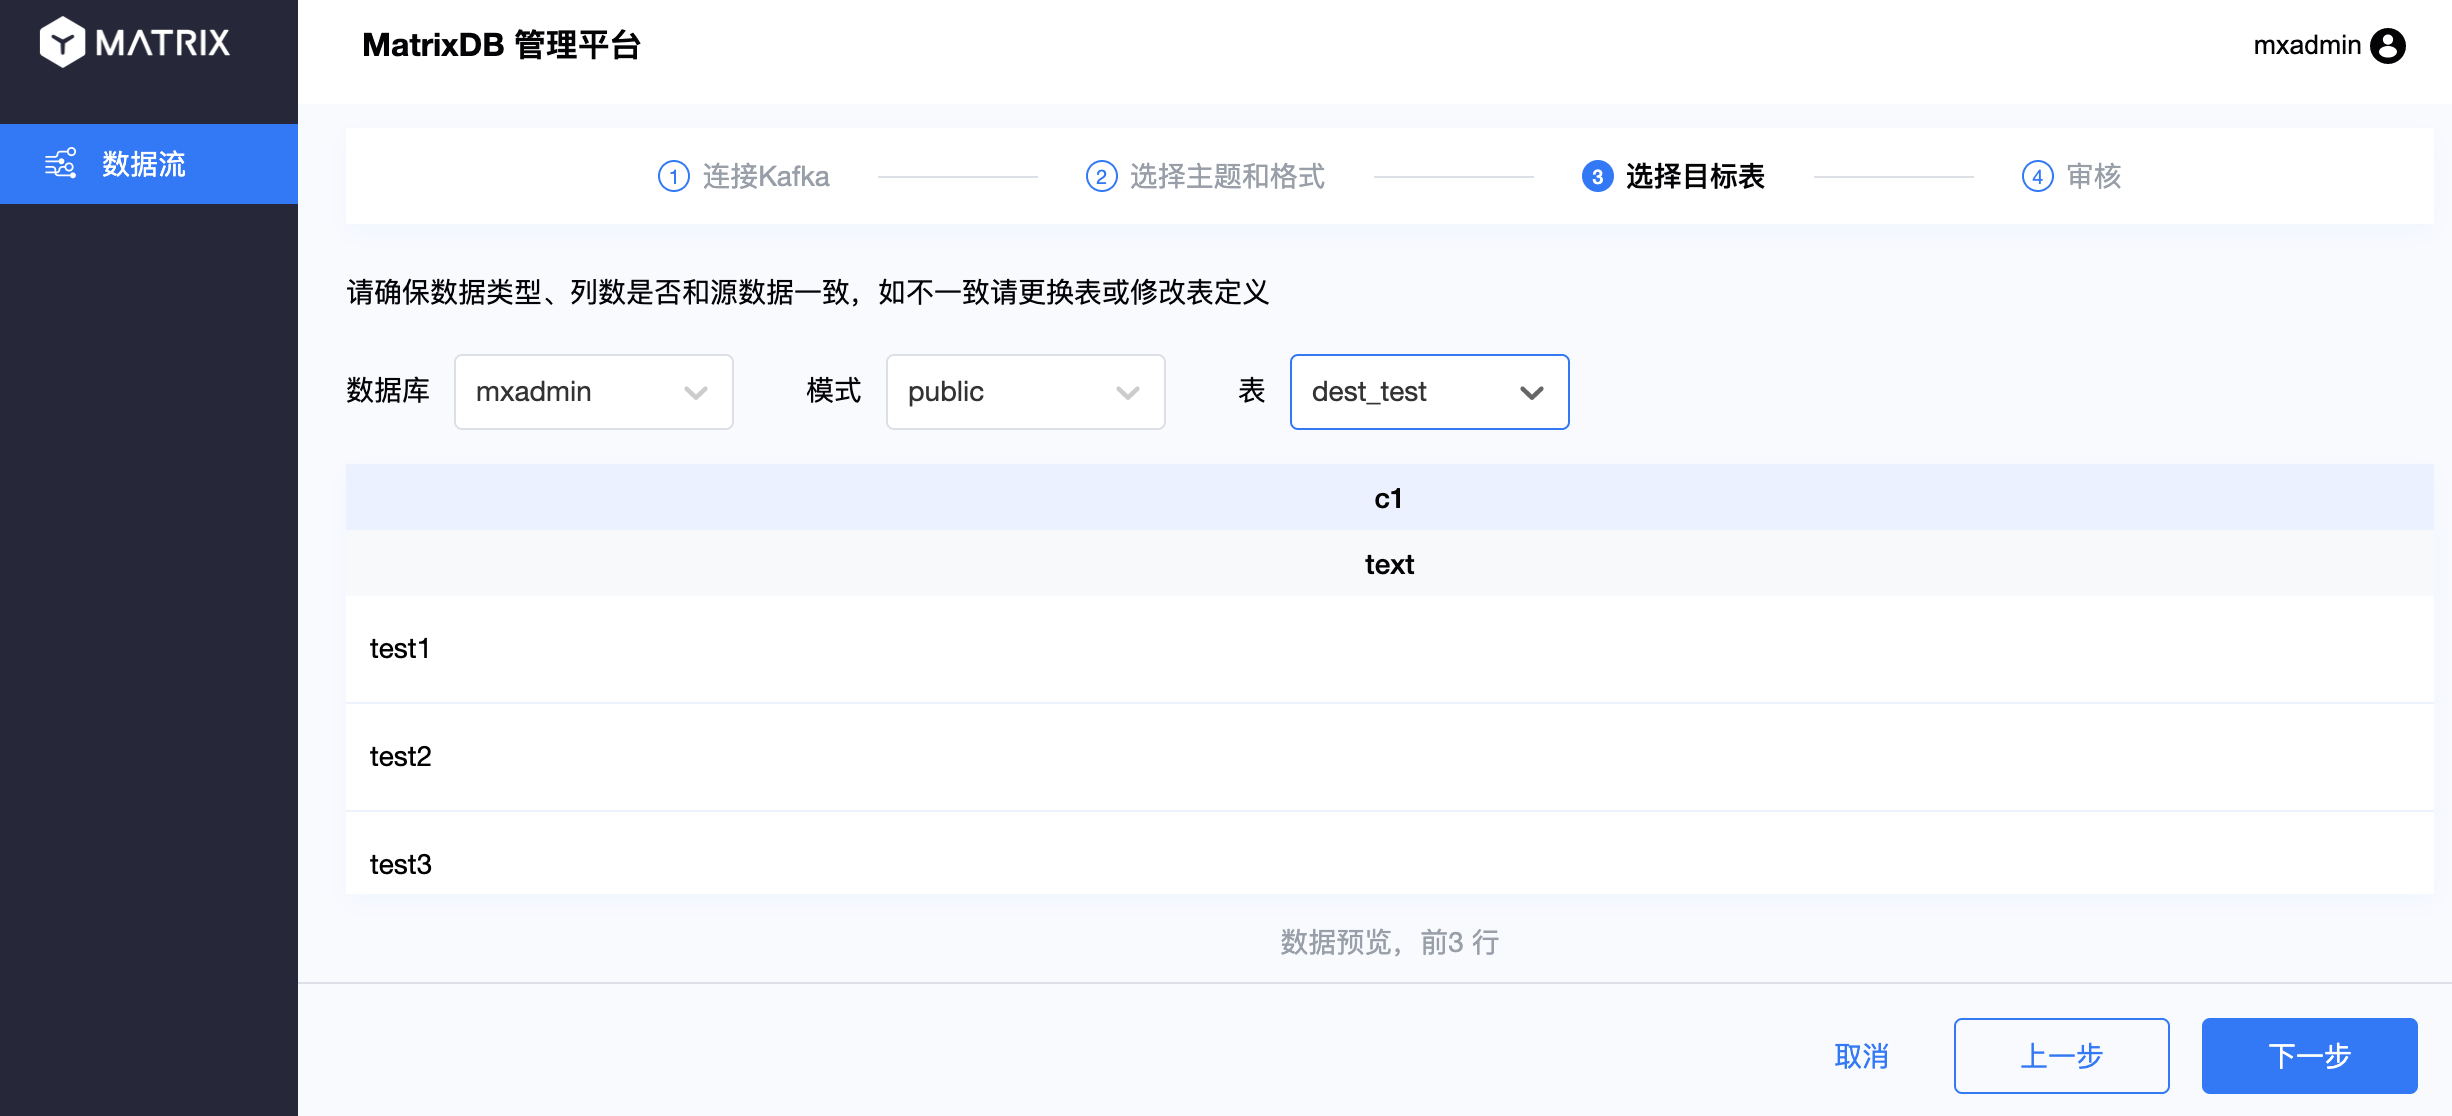 MATRIX
MatrixDB 管理平台
mxadmin
数据流
1 连接Kafka
2 选择主题和格式
3 选择目标表
4 审核
请确保数据类型、列数是否和源数据一致，如不一致请更换表或修改表定义
数据库 mxadmin 模式 public 表 dest_test
c1
text
test1
test2
test3
数据预览，前3 行
取消 上一步 下一步